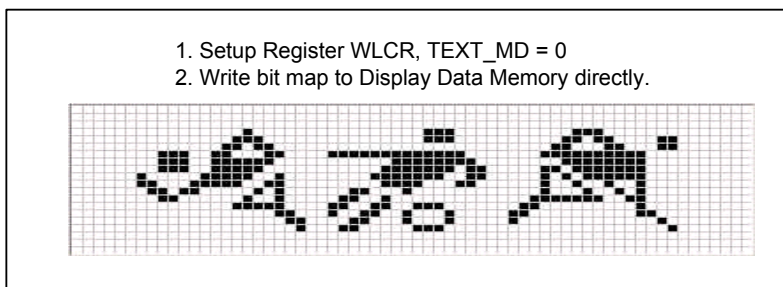 1. Setup Register WLCR, TEXT_MD = 0
2. Write bit map to Display Data Memory directly.